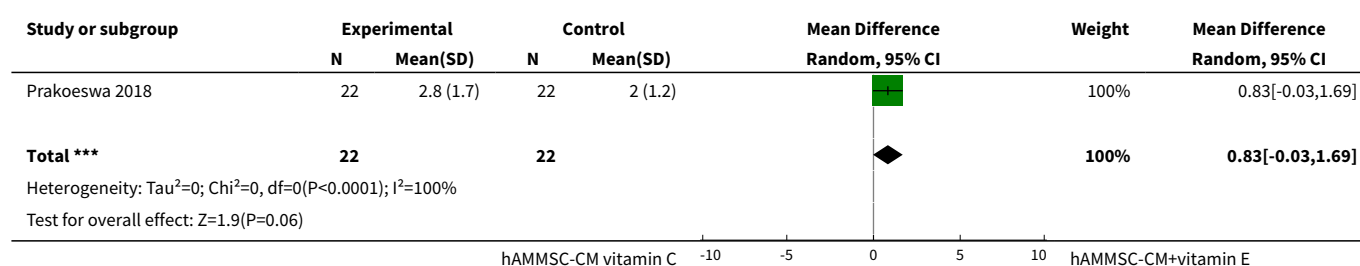 Study or subgroup Experimental Control Mean Difference Weight Mean Difference
N Mean(SD) N Mean(SD) Random, 95% CI Random, 95% CI
Prakoeswa 2018 22 2.8 (1.7) 22 2 (1.2) 100% 0.83[-0.03,1.69]
Total *** 22 22 100% 0.83[-0.03,1.69]
Heterogeneity: Tau²=0; Chi²=0, df=0(P<0.0001); I²=100%
Test for overall effect: Z=1.9(P=0.06)
hAMMSC-CM vitamin C -10 -5 0 5 10 hAMMSC-CM+vitamin E